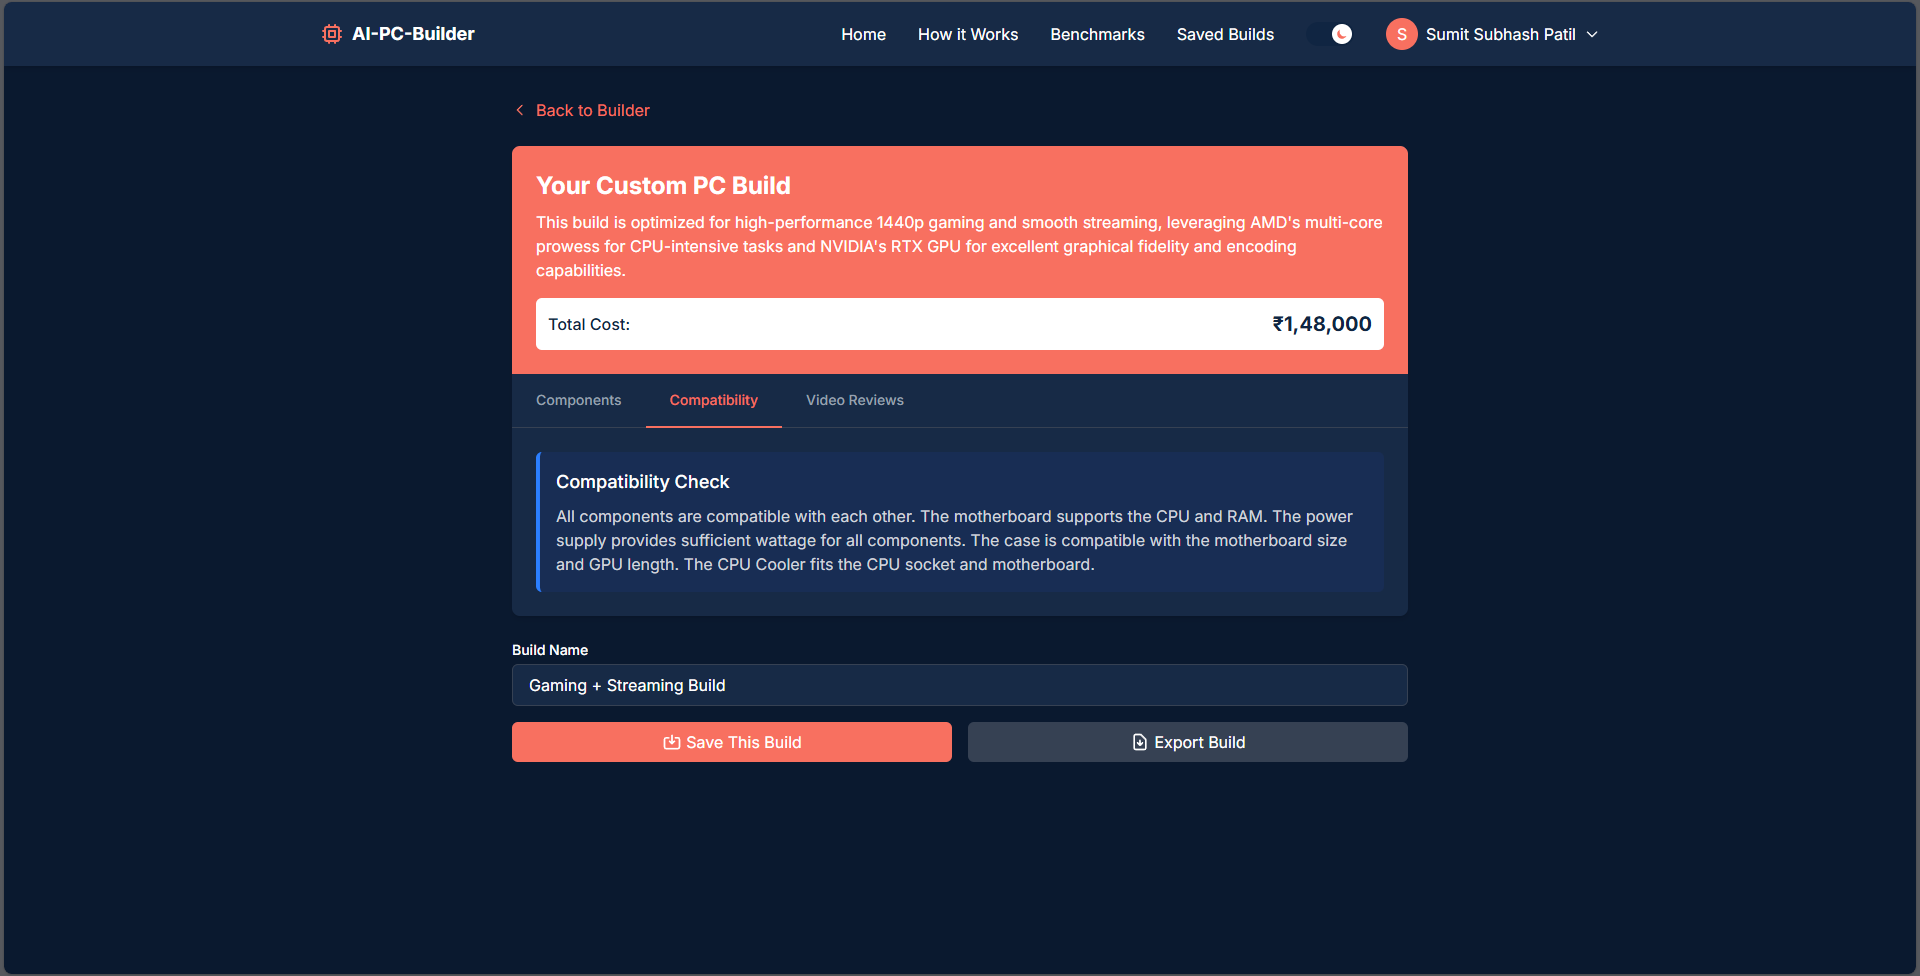 AI-PC-Builder
Home
How it Works
Benchmarks
Saved Builds
S
Sumit Subhash Patil
Back to Builder
Your Custom PC Build
This build is optimized for high-performance 1440p gaming and smooth streaming, leveraging AMD's multi-core
prowess for CPU-intensive tasks and NVIDIA's RTX GPU for excellent graphical fidelity and encoding
capabilities.
Total Cost:
₹1,48,000
Components
Compatibility
Video Reviews
Compatibility Check
All components are compatible with each other. The motherboard supports the CPU and RAM. The power
supply provides sufficient wattage for all components. The case is compatible with the motherboard size
and GPU length. The CPU Cooler fits the CPU socket and motherboard.
Build Name
Gaming + Streaming Build
Save This Build
Export Build